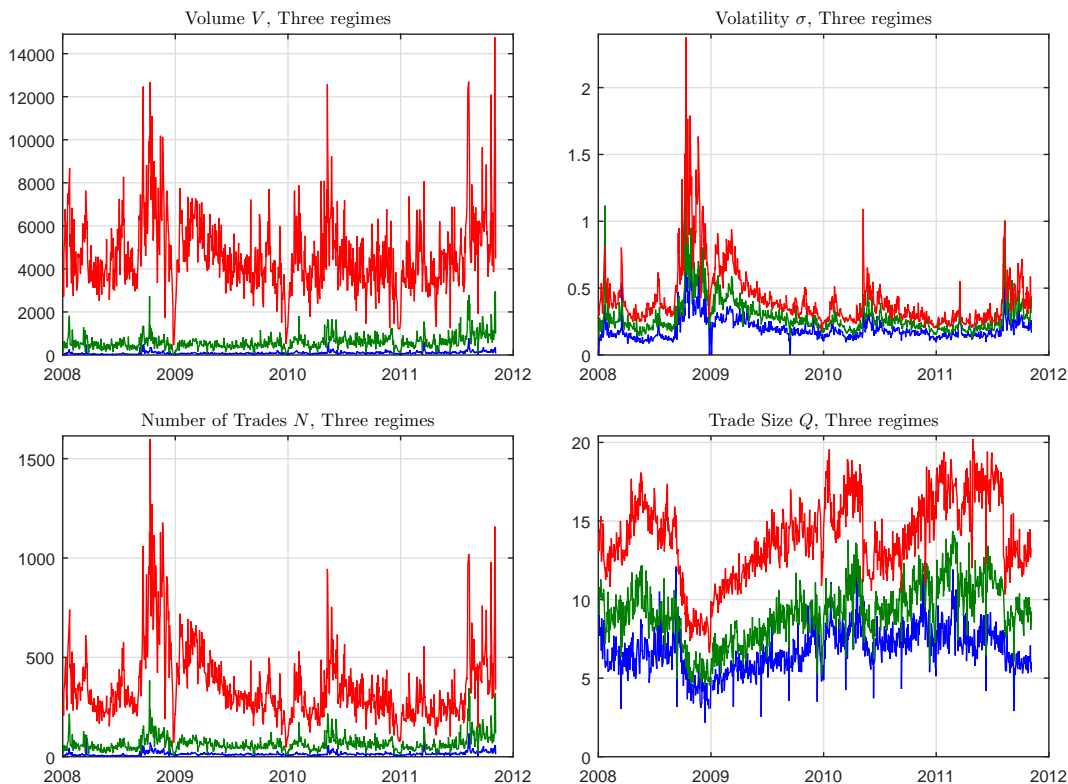 Volume V, Three regimes
14000
12000
10000
8000
6000
4000
2000
0
2008 2009 2010 2011 2012
Volatility σ, Three regimes
2
1.5
1
0.5
0
2008 2009 2010 2011 2012
Number of Trades N, Three regimes
1500
1000
500
0
2008 2009 2010 2011 2012
Trade Size Q, Three regimes
20
15
10
5
0
2008 2009 2010 2011 2012